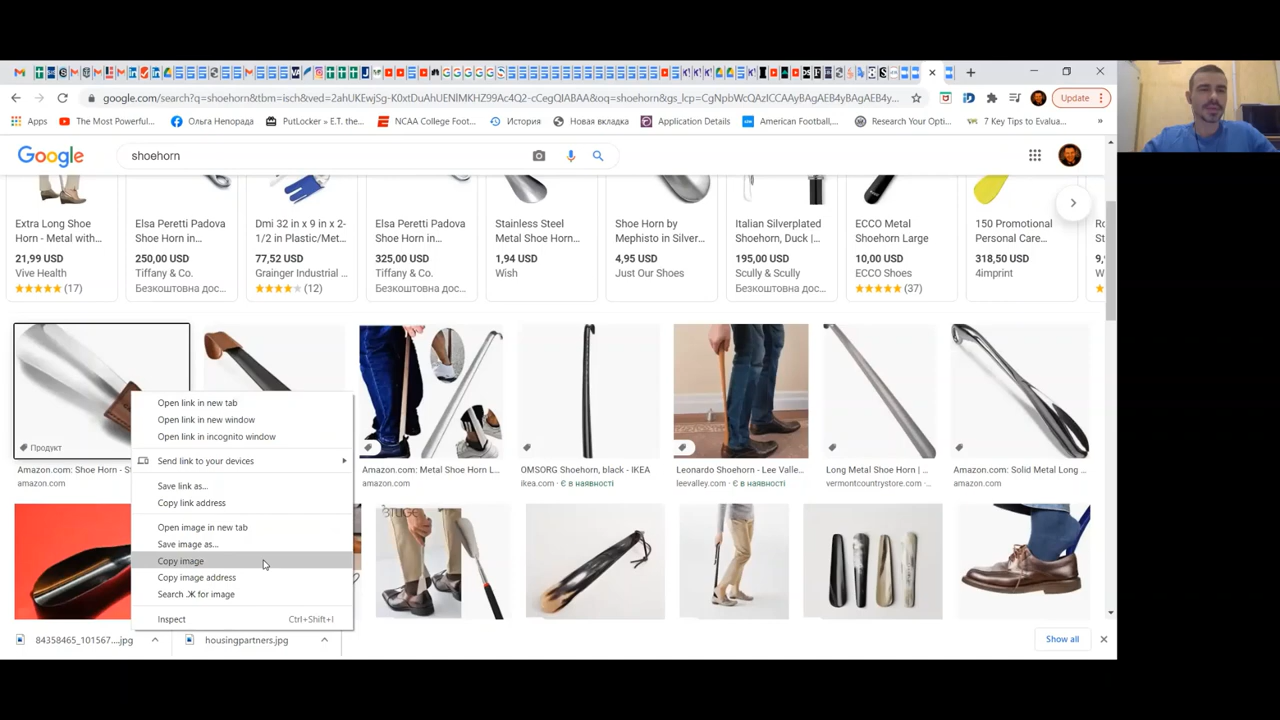 google.com/search?q=shoehorn&tbm=isch&ved=2ahUKEwiSq-K0xtDuAhUENlMKHZ99Ac4Q2-cCegQIABAA&oq=shoehorn&gs_lcp=CgNpbWcQAzICCAAyBAgAEB4yBAgAEB4yBAgAEB4y...
Update
Apps
The Most Powerful...
Ольга Непорада
PutLocker » E.T. the...
NCAA College Foot...
История
Новая вкладка
Application Details
American Football,...
Research Your Opti...
7 Key Tips to Evalua...
»
Google
shoehorn
Extra Long Shoe
Horn - Metal with...
21,99 USD
Vive Health
(17)
Elsa Peretti Padova
Shoe Horn in...
250,00 USD
Tiffany & Co.
Безкоштовна дос...
Dmi 32 in x 9 in x 2-
1/2 in Plastic/Met...
77,52 USD
Grainger Industrial ...
(12)
Elsa Peretti Padova
Shoe Horn in...
325,00 USD
Tiffany & Co.
Безкоштовна дос...
Stainless Steel
Metal Shoe Horn...
1,94 USD
Wish
Shoe Horn by
Mephisto in Silver...
4,95 USD
Just Our Shoes
Italian Silverplated
Shoehorn, Duck |...
195,00 USD
Scully & Scully
Безкоштовна дос...
ECCO Metal
Shoehorn Large
10,00 USD
ECCO Shoes
(37)
150 Promotional
Personal Care...
318,50 USD
4imprint
Продукт
Amazon.com: Shoe Horn - St
amazon.com
Amazon.com: Metal Shoe Horn L...
amazon.com
OMSORG Shoehorn, black - IKEA
ikea.com · Є в наявності
Leonardo Shoehorn - Lee Valle...
leevalley.com · Є в наявності
Long Metal Shoe Horn | ...
vermontcountrystore.com · ...
Amazon.com: Solid Metal Long ...
amazon.com
Open link in new tab
Open link in new window
Open link in incognito window
Send link to your devices
Save link as...
Copy link address
Open image in new tab
Save image as...
Copy image
Copy image address
Search Ж for image
Inspect Ctrl+Shift+I
84358465_101567....jpg
housingpartners.jpg
Show all